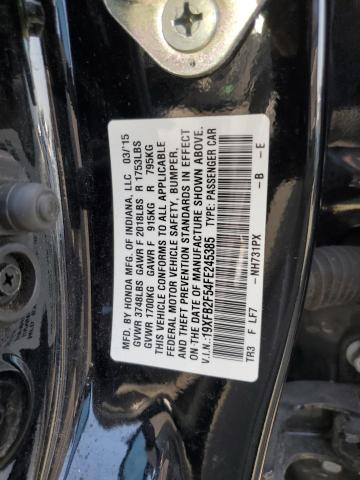 MFD. BY HONDA MFG. OF INDIANA, LLC 03/15
GVWR 3748LBS GAWR F 2018LBS R 1753LBS
GVWR 1700KG GAWR F 915KG R 795KG
THIS VEHICLE CONFORMS TO ALL APPLICABLE
FEDERAL MOTOR VEHICLE SAFETY, BUMPER,
AND THEFT PREVENTION STANDARDS IN EFFECT
ON THE DATE OF MANUFACTURE SHOWN ABOVE.
V.I.N.: 19XFB2F54FE245385 TYPE: PASSENGER CAR
TR3 F LF7 - NH731PX - B - E